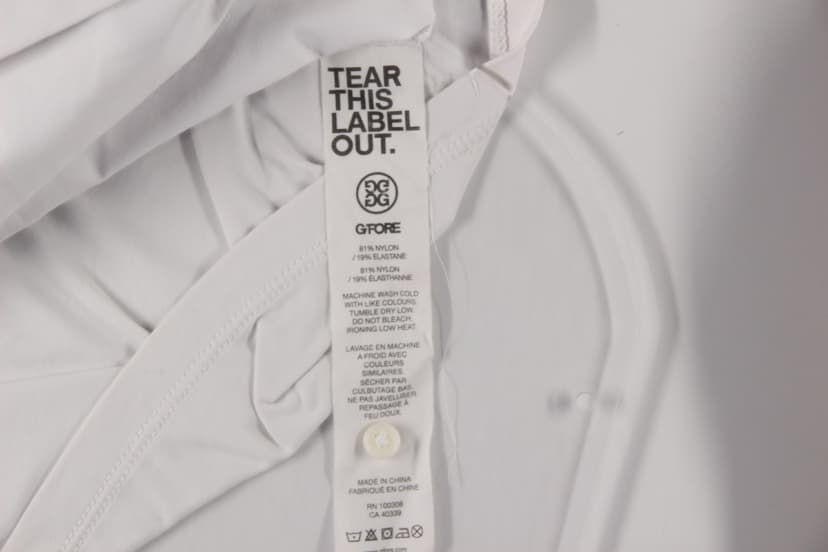 TEAR
THIS
LABEL
OUT.
GG
GG
G/FORE
81% NYLON
/ 19% ELASTANE
81% NYLON
/ 19% ÉLASTHANNE
MACHINE WASH COLD
WITH LIKE COLOURS.
TUMBLE DRY LOW.
DO NOT BLEACH.
IRONING LOW HEAT.
LAVAGE EN MACHINE
A FROID AVEC
COULEURS
SIMILAIRES.
SÉCHER PAR
CULBUTAGE BAS.
NE PAS JAVELLISER.
REPASSAGE À
FEU DOUX.
MADE IN CHINA
FABRIQUÉ EN CHINE
RN 100308
CA 40339